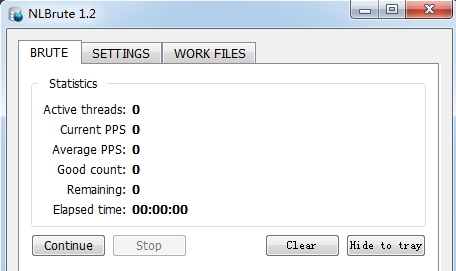 NLBrute 1.2
BRUTE SETTINGS WORK FILES
Statistics
Active threads: 0
Current PPS 0
Average PPS: 0
Good count: 0
Remaining: 0
Elapsed time: 00:00:00
Continue Stop Clear Hide to tray